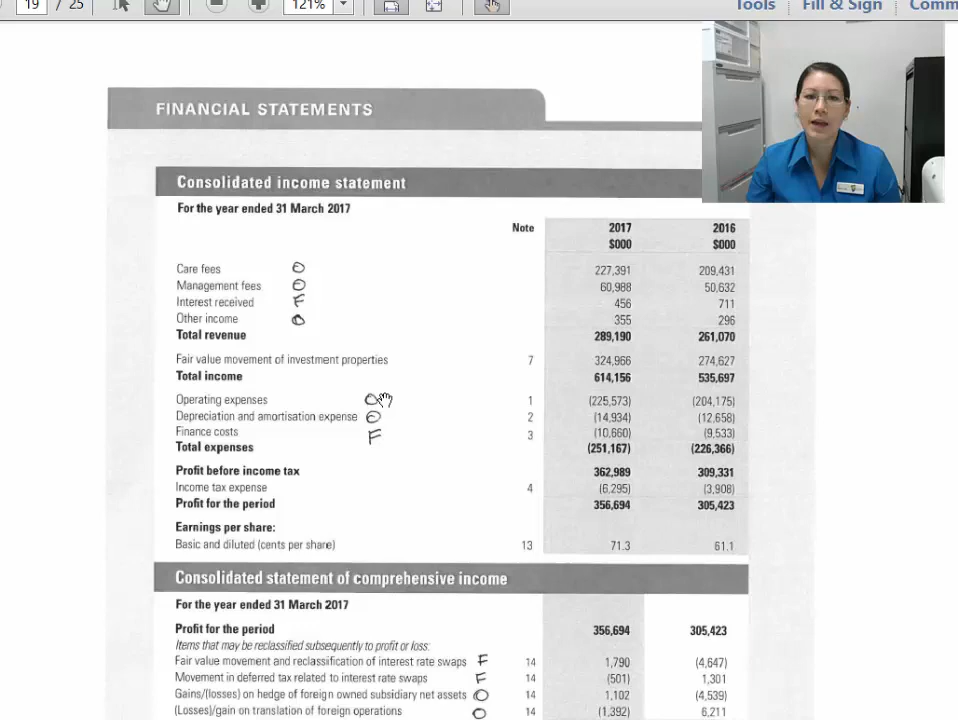 19 / 25 121% Tools Fill & Sign Comm
FINANCIAL STATEMENTS
Consolidated income statement
For the year ended 31 March 2017
Note 2017 2016
$000 $000
Care fees O 227,391 209,431
Management fees O 60,988 50,632
Interest received F 456 711
Other income O 355 296
Total revenue 289,190 261,070
Fair value movement of investment properties 7 324,966 274,627
Total income 614,156 535,697
Operating expenses O 1 (225,573) (204,175)
Depreciation and amortisation expense O 2 (14,934) (12,658)
Finance costs F 3 (10,660) (9,533)
Total expenses (251,167) (226,366)
Profit before income tax 362,989 309,331
Income tax expense 4 (6,295) (3,908)
Profit for the period 356,694 305,423
Earnings per share:
Basic and diluted (cents per share) 13 71.3 61.1
Consolidated statement of comprehensive income
For the year ended 31 March 2017
Profit for the period 356,694 305,423
Items that may be reclassified subsequently to profit or loss:
Fair value movement and reclassification of interest rate swaps F 14 1,790 (4,647)
Movement in deferred tax related to interest rate swaps F 14 (501) 1,301
Gains/(losses) on hedge of foreign owned subsidiary net assets O 14 1,102 (4,539)
(Losses)/gain on translation of foreign operations O 14 (1,392) 6,211